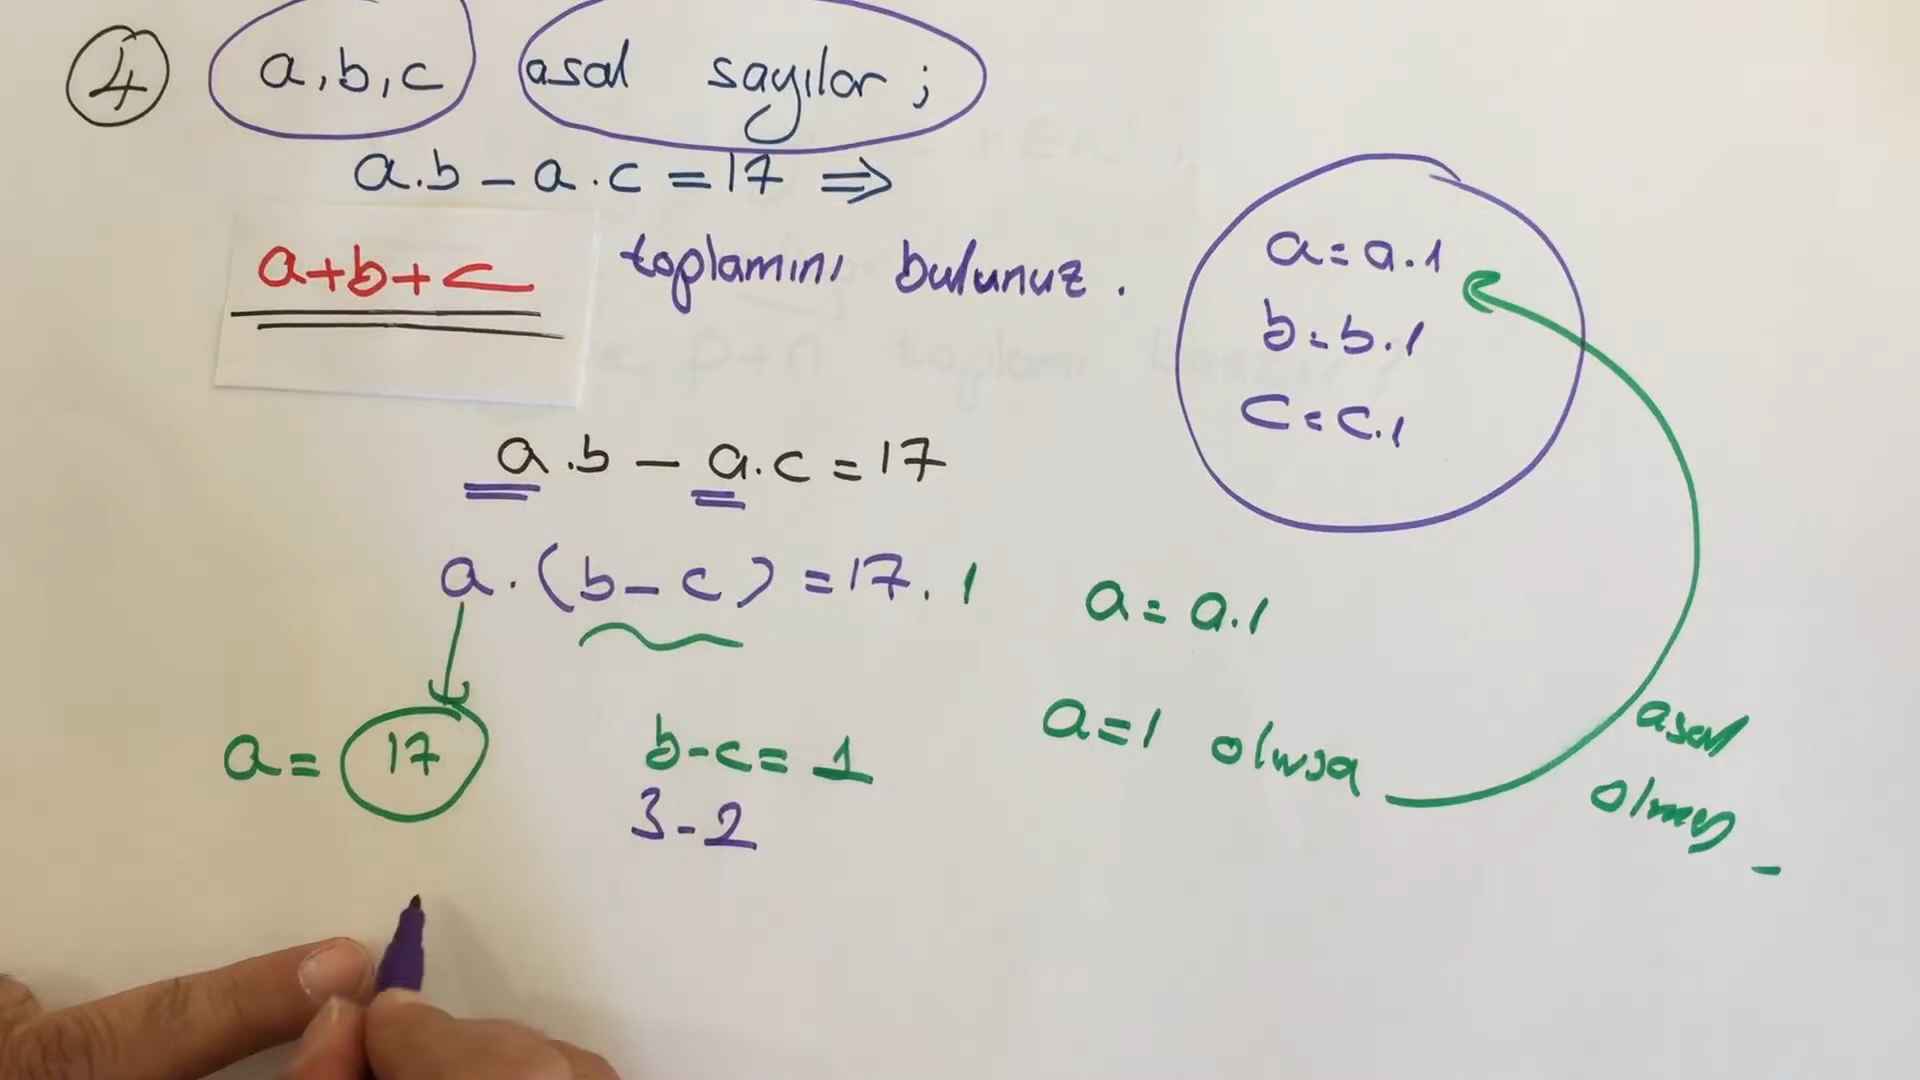 4 a,b,c asal sayılar ;
a.b - a.c = 17 ⇒
a+b+c toplamını bulunuz.
a = a.1
b = b.1
c = c.1
a.b - a.c = 17
a.(b-c) = 17.1
a = a.1
a = 17
b-c = 1
3-2
a=1 olursa
asal
olmaz